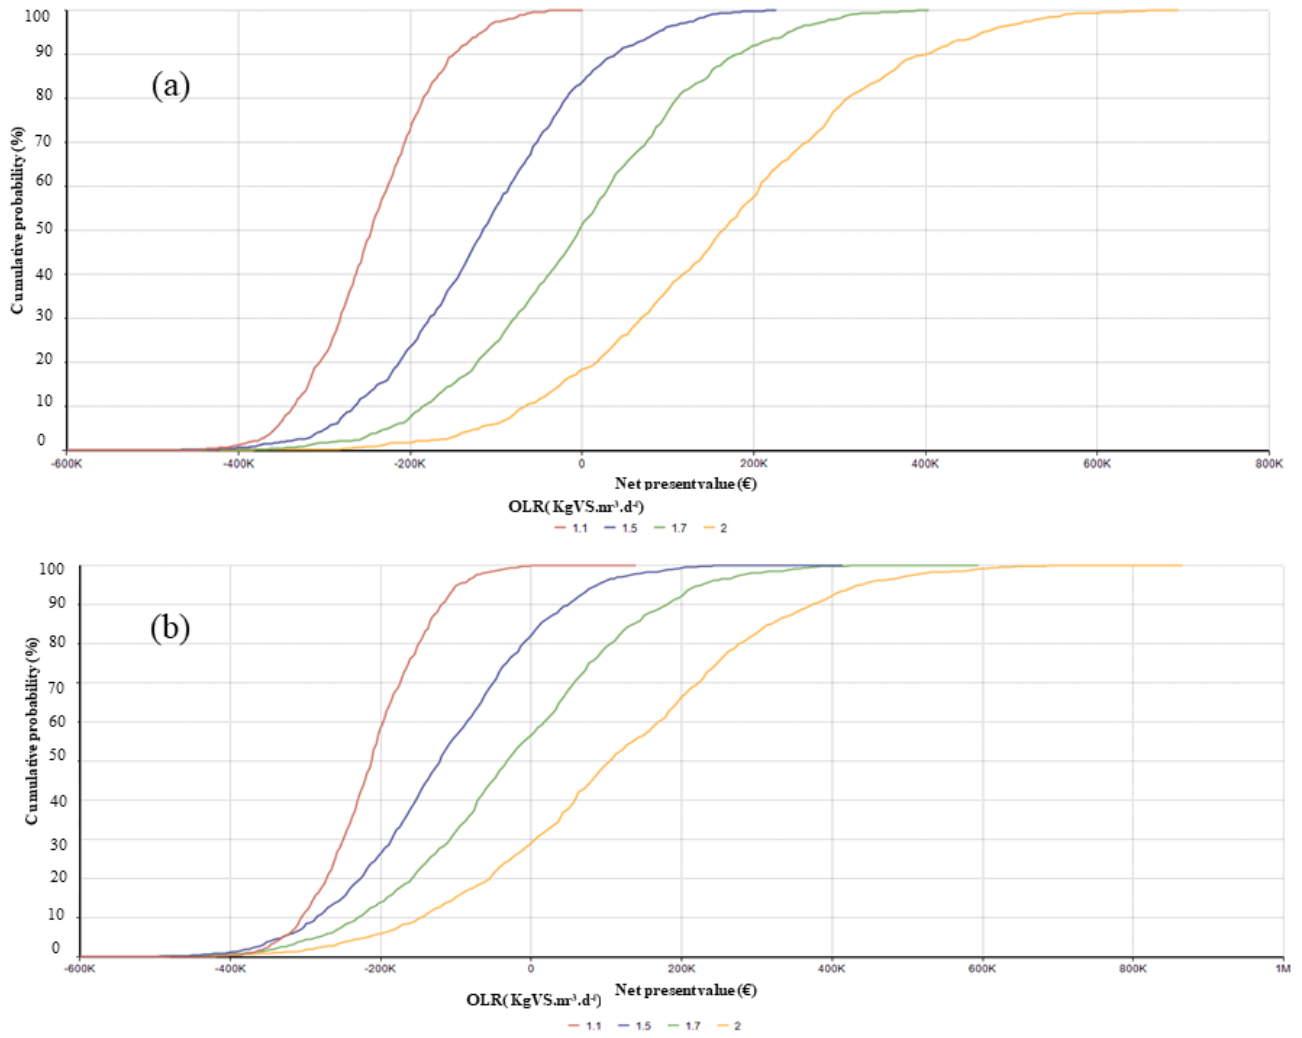 100
90
(a)
80
70
60
50
40
30
20
10
0
Cumulative probability (%)
-600K -400K -200K 0 200K 400K 600K 800K
Net present value (€)
OLR( KgVS.m⁻³.d⁻¹)
1.1 1.5 1.7 2
100
90
(b)
80
70
60
50
40
30
20
10
0
Cumulative probability (%)
-600K -400K -200K 0 200K 400K 600K 800K 1M
Net present value (€)
OLR( KgVS.m⁻³.d⁻¹)
1.1 1.5 1.7 2